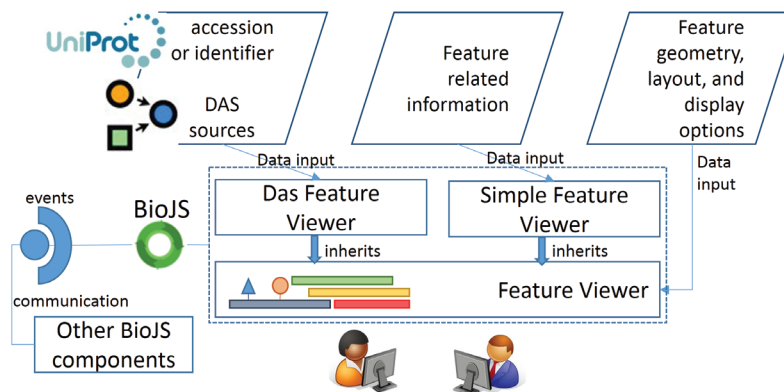 UniProt
accession
or identifier
DAS
sources
Feature
related
information
Feature
geometry,
layout, and
display
options
Data input
Data input
Data
input
events
BioJS
Das Feature
Viewer
Simple Feature
Viewer
inherits
inherits
communication
Feature Viewer
Other BioJS
components